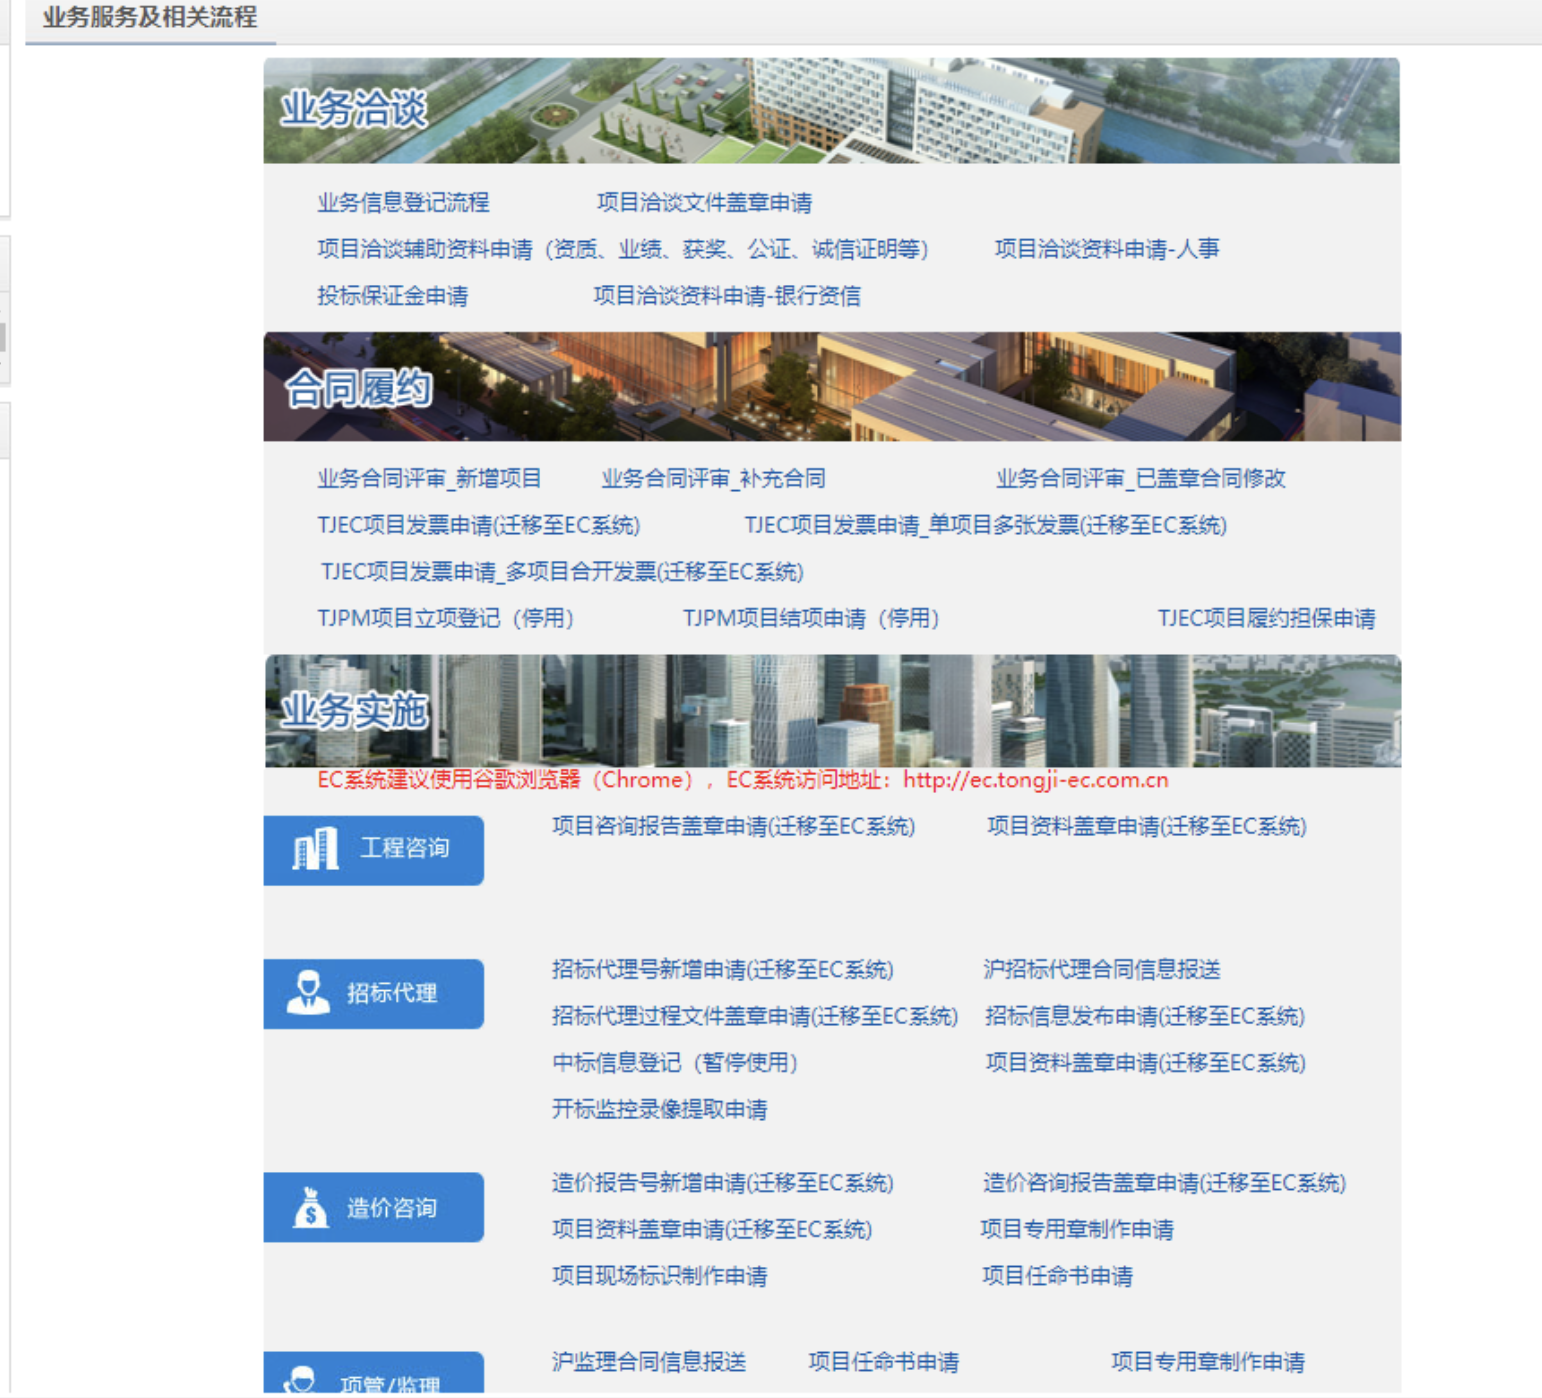 业务服务及相关流程
业务洽谈
业务信息登记流程 项目洽谈文件盖章申请
项目洽谈辅助资料申请（资质、业绩、获奖、公证、诚信证明等） 项目洽谈资料申请-人事
投标保证金申请 项目洽谈资料申请-银行资信
合同履约
业务合同评审_新增项目 业务合同评审_补充合同 业务合同评审_已盖章合同修改
TJEC项目发票申请(迁移至EC系统) TJEC项目发票申请_单项目多张发票(迁移至EC系统)
TJEC项目发票申请_多项目合开发票(迁移至EC系统)
TJPM项目立项登记（停用） TJPM项目结项申请（停用） TJEC项目履约担保申请
业务实施
EC系统建议使用谷歌浏览器（Chrome），EC系统访问地址：http://ec.tongji-ec.com.cn
工程咨询 项目咨询报告盖章申请(迁移至EC系统) 项目资料盖章申请(迁移至EC系统)
招标代理 招标代理号新增申请(迁移至EC系统) 沪招标代理合同信息报送
招标代理过程文件盖章申请(迁移至EC系统) 招标信息发布申请(迁移至EC系统)
中标信息登记（暂停使用） 项目资料盖章申请(迁移至EC系统)
开标监控录像提取申请
造价咨询 造价报告号新增申请(迁移至EC系统) 造价咨询报告盖章申请(迁移至EC系统)
项目资料盖章申请(迁移至EC系统) 项目专用章制作申请
项目现场标识制作申请 项目任命书申请
项管/监理 沪监理合同信息报送 项目任命书申请 项目专用章制作申请